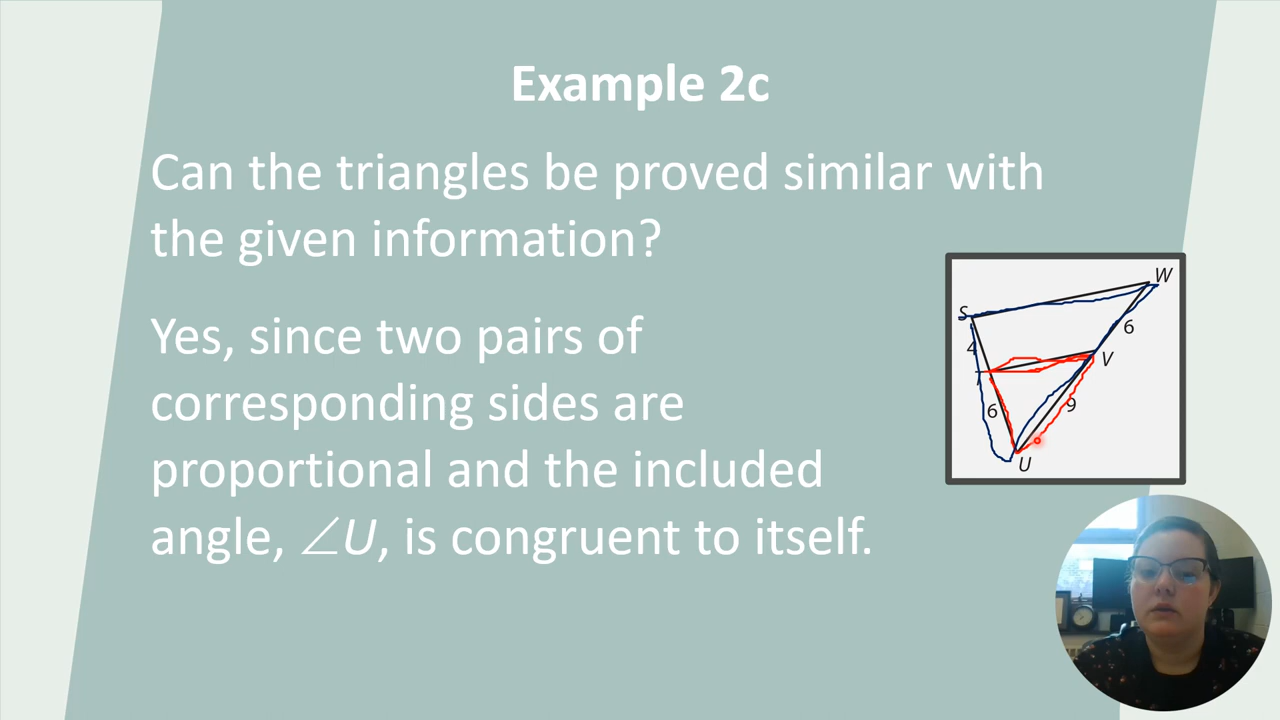 Example 2c
Can the triangles be proved similar with
the given information?
Yes, since two pairs of
corresponding sides are
proportional and the included
angle, ∠U, is congruent to itself.
W
S
6
4
V
6
9
U